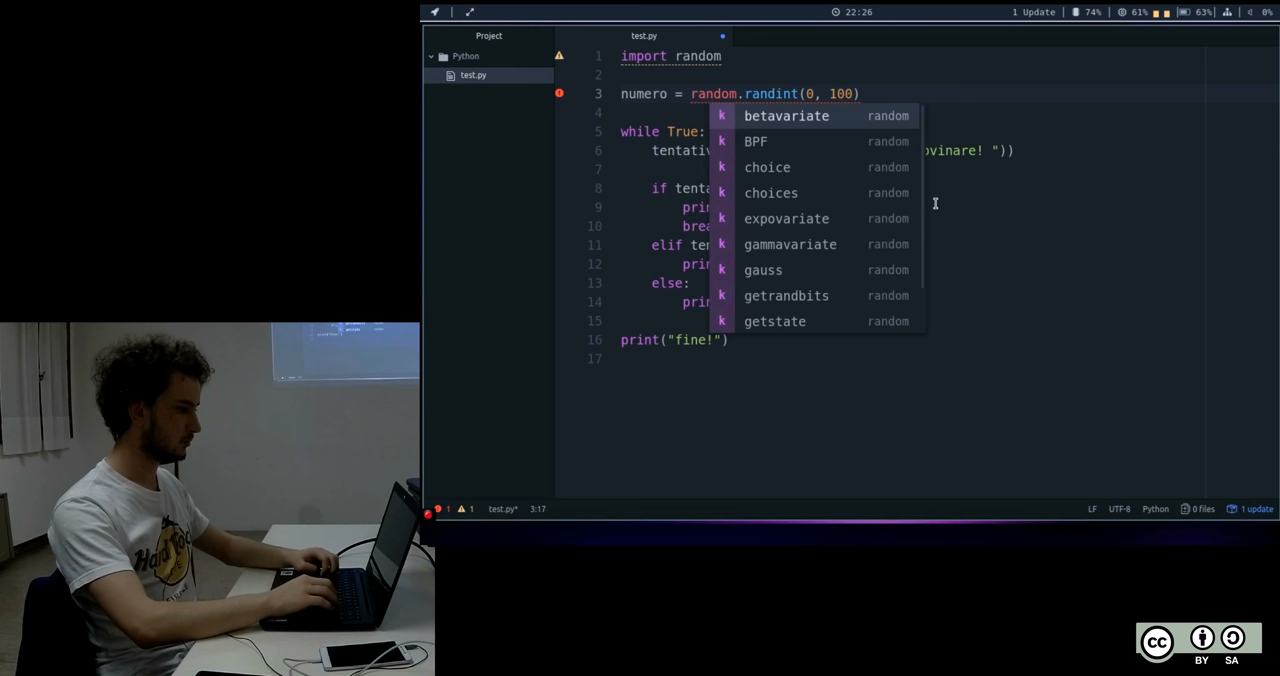 22:26
1 Update 74% 61% 63% 0%
Project
test.py
Python
test.py
1 import random
2
3 numero = random.randint(0, 100)
4
5 while True:
6 tentativ ovinare! "))
7
8 if tenta
9 prin
10 brea
11 elif ten
12 prin
13 else:
14 prin
15
16 print("fine!")
17
k betavariate random
k BPF random
k choice random
k choices random
k expovariate random
k gammavariate random
k gauss random
k getrandbits random
k getstate random
1 1 test.py* 3:17 LF UTF-8 Python 0 files 1 update
Hard Roc
cc
BY SA